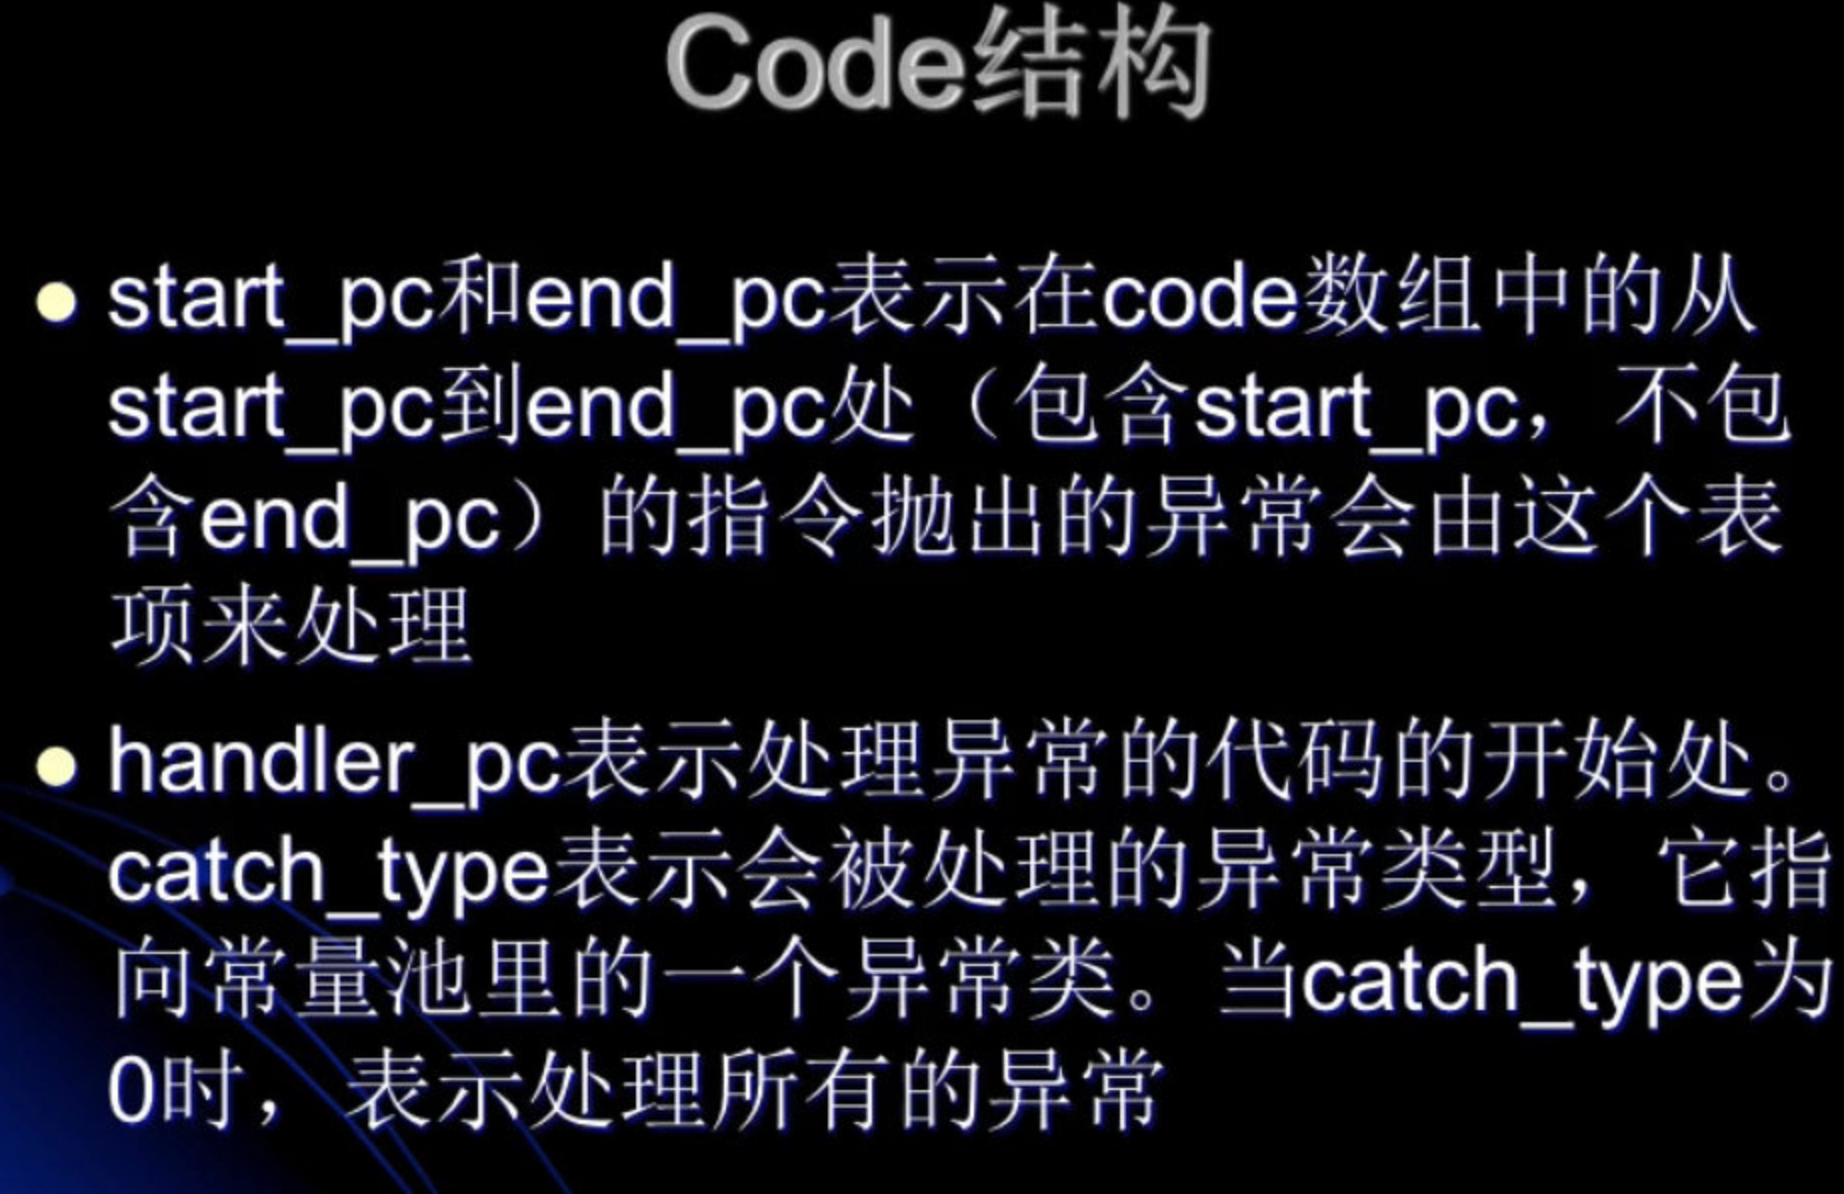 Code结构
start_pc和end_pc表示在code数组中的从
start_pc到end_pc处（包含start_pc，不包
含end_pc）的指令抛出的异常会由这个表
项来处理
handler_pc表示处理异常的代码的开始处。
catch_type表示会被处理的异常类型，它指
向常量池里的一个异常类。当catch_type为
0时，表示处理所有的异常